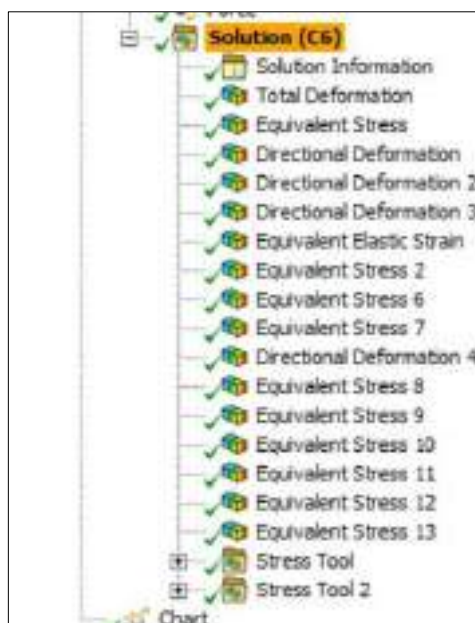 Force
Solution (C6)
Solution Information
Total Deformation
Equivalent Stress
Directional Deformation
Directional Deformation 2
Directional Deformation 3
Equivalent Elastic Strain
Equivalent Stress 2
Equivalent Stress 6
Equivalent Stress 7
Directional Deformation 4
Equivalent Stress 8
Equivalent Stress 9
Equivalent Stress 10
Equivalent Stress 11
Equivalent Stress 12
Equivalent Stress 13
Stress Tool
Stress Tool 2
Chart